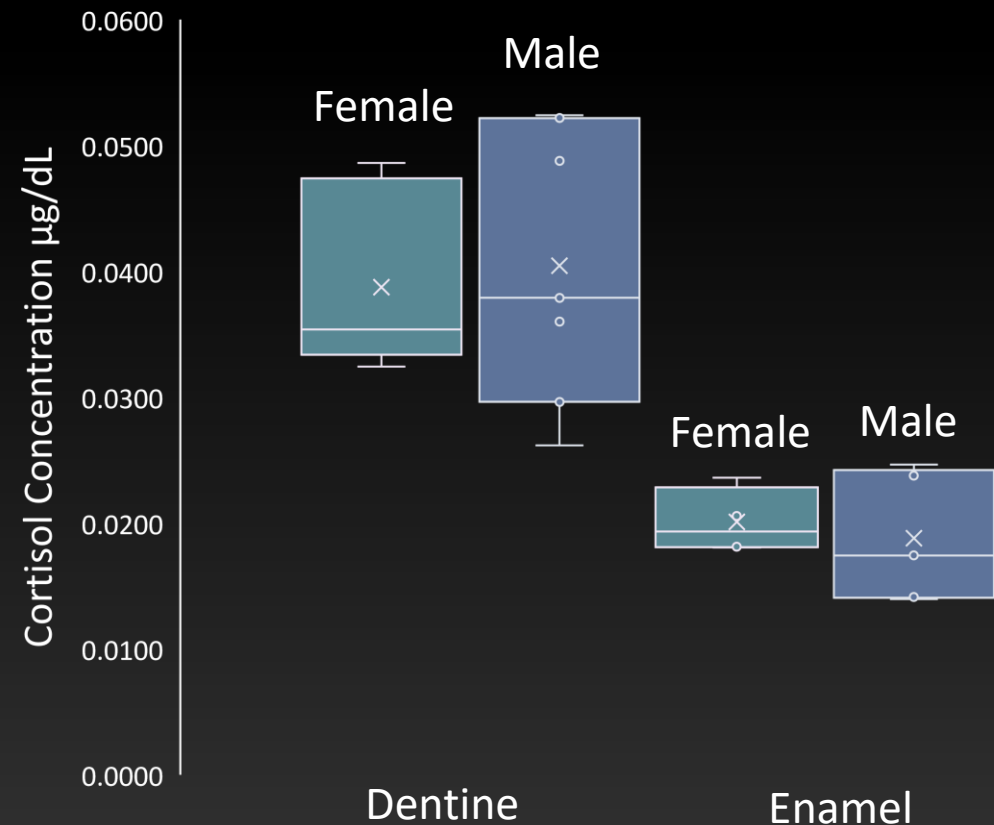 Cortisol Concentration µg/dL
0.0600
0.0500
0.0400
0.0300
0.0200
0.0100
0.0000
Female
Male
Female
Male
Dentine
Enamel